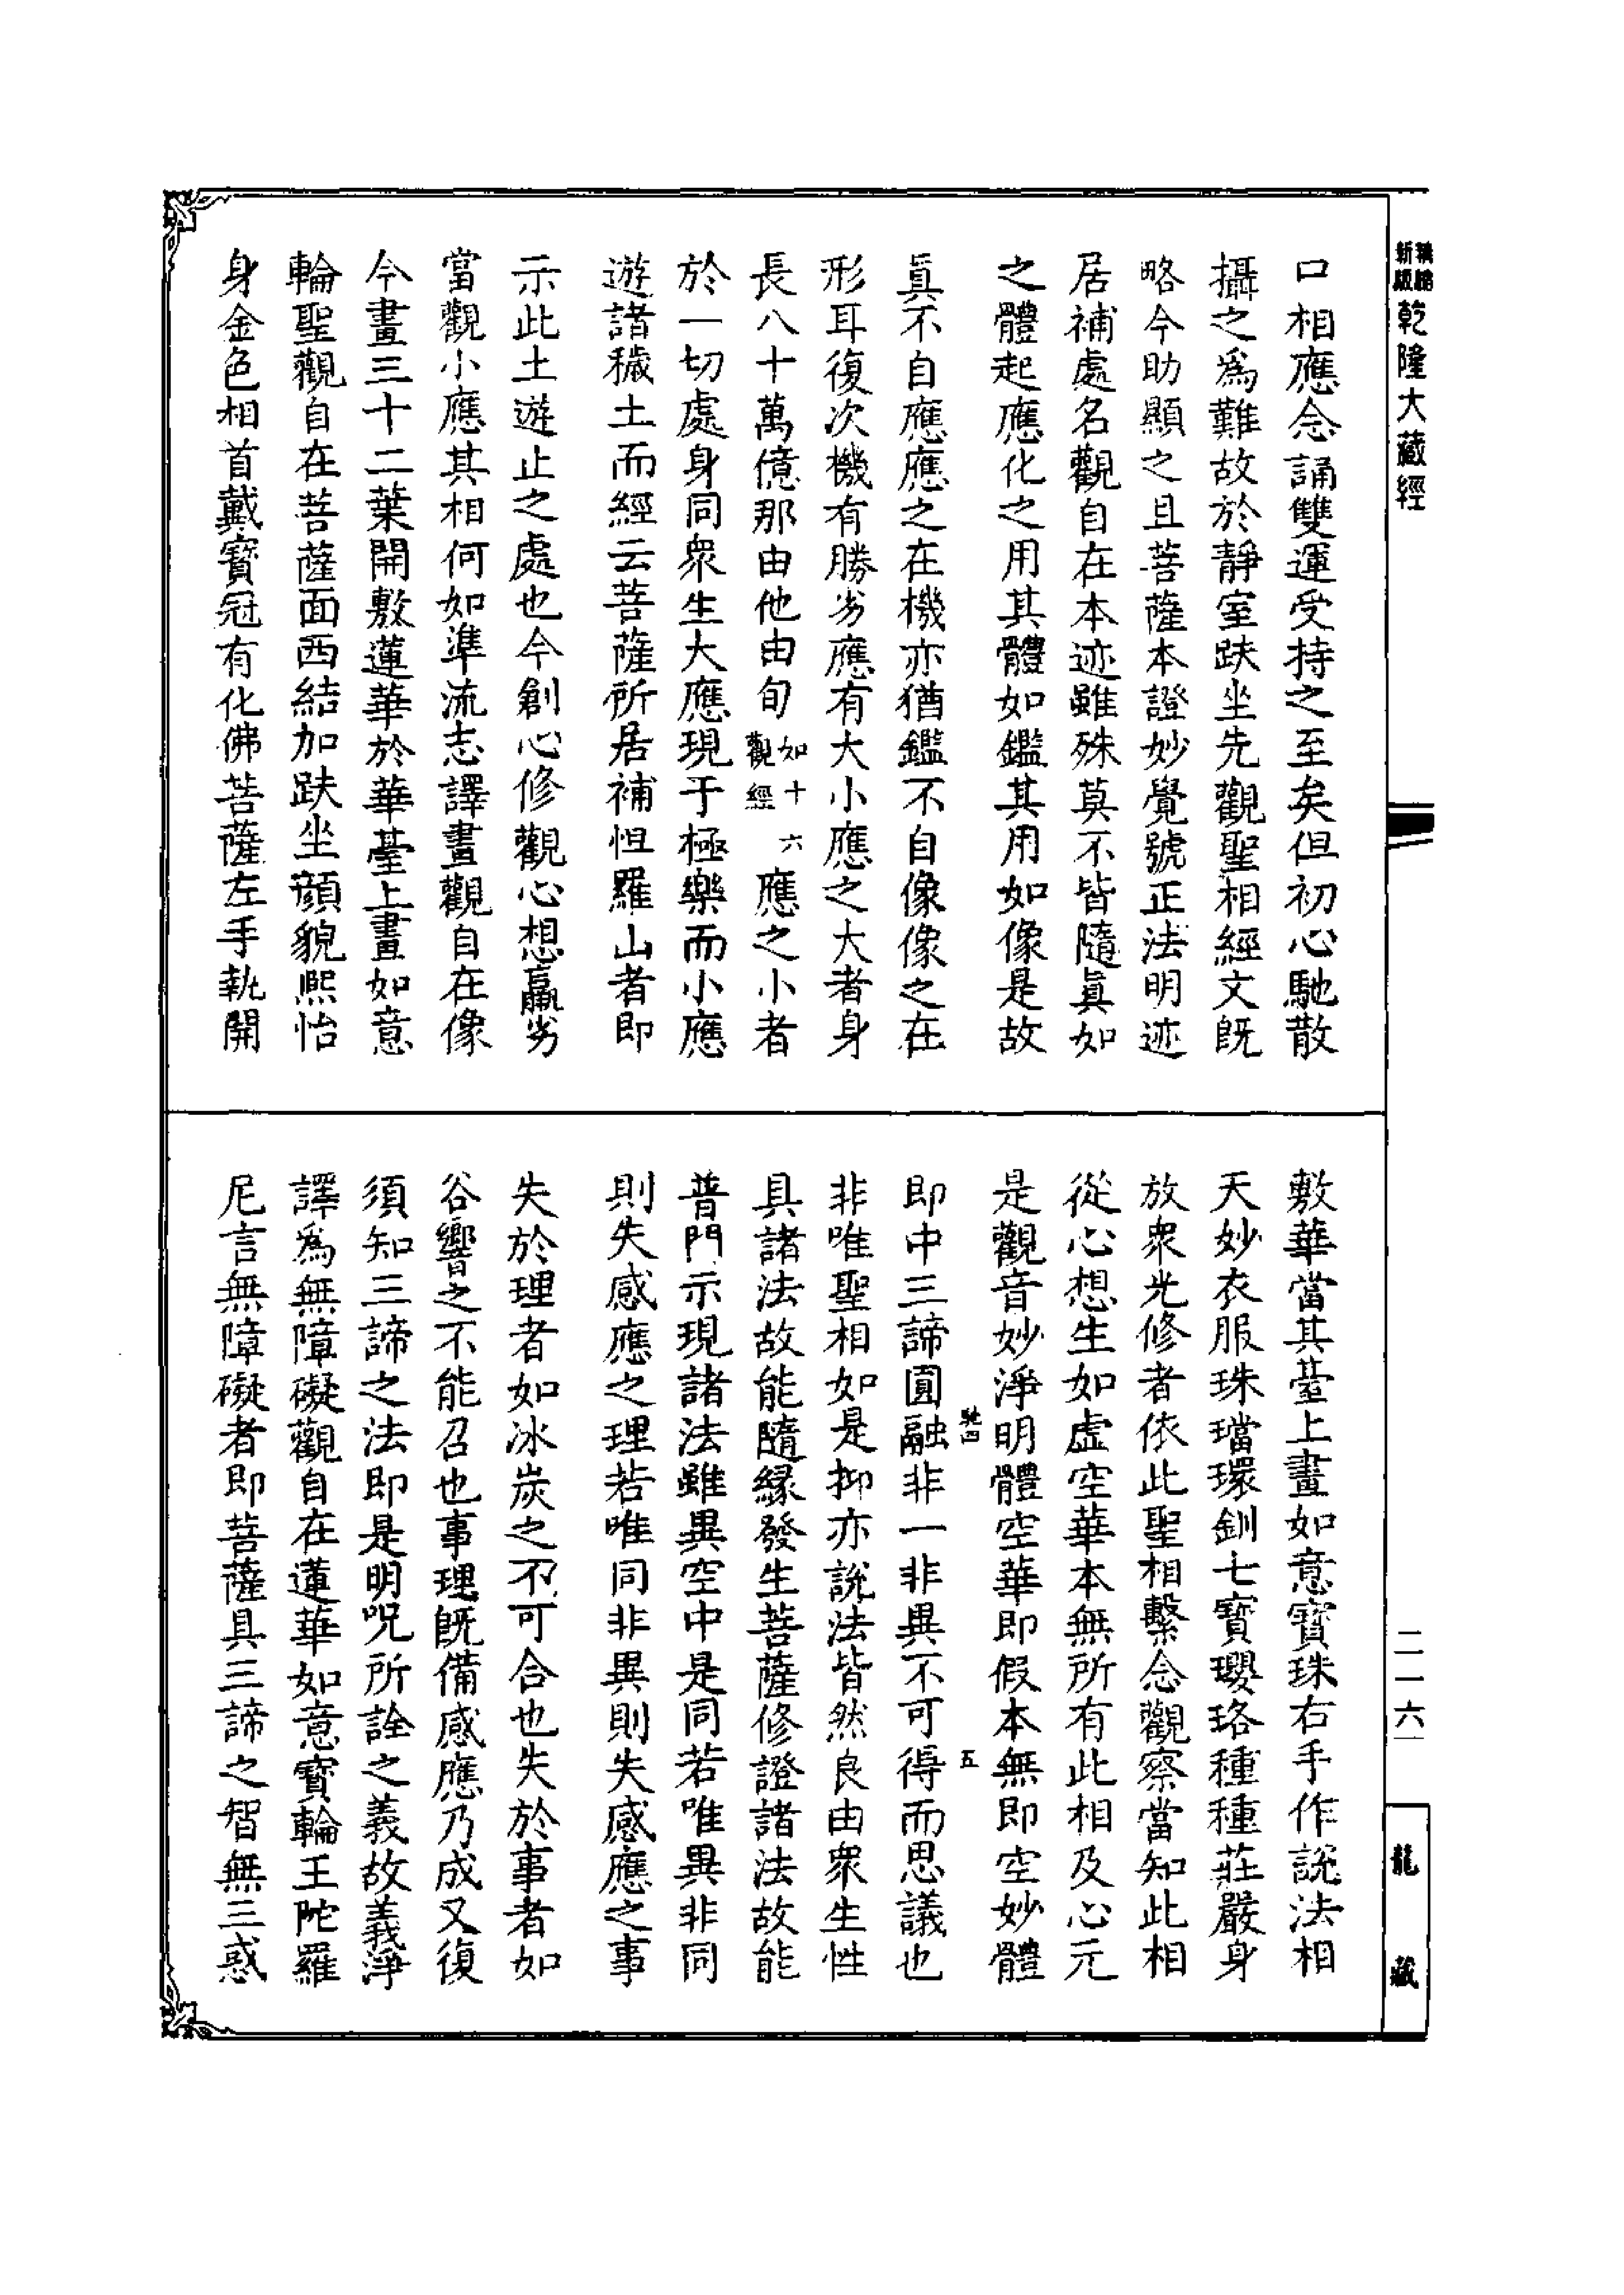 新版
乾隆大藏經
口相應念誦雙運受持之至矣但初心馳散
攝之為難故於靜室趺坐先觀聖相經文既
略今助顯之且菩薩本證妙覺號正法明迹
居補處名觀自在本迹雖殊莫不皆隨真如
之體起應化之用其體如鑑其用如像是故
真不自應應之在機亦猶鑑不自像像之在
形耳復次機有勝劣應有大小應之大者身
長八十萬億那由他由旬如十六觀經應之小者
於一切處身同眾生大應現于極樂而小應
遊諸穢土而經云菩薩所居補怛羅山者即
示此土遊止之處也今創心修觀心想羸劣
當觀小應其相何如準流志譯畫觀自在像
今畫三十二葉開敷蓮華於華臺上畫如意
輪聖觀自在菩薩面西結加趺坐顏貌熙怡
身金色相首戴寶冠有化佛菩薩左手執開
敷華當其臺上畫如意寶珠右手作說法相
天妙衣服珠璫環釧七寶瓔珞種種莊嚴身
放眾光修者依此聖相繫念觀察當知此相
從心想生如虛空華本無所有此相及心元
是觀音妙淨明體空華即假本無即空妙體
馳四
五
即中三諦圓融非一非異不可得而思議也
非唯聖相如是抑亦說法皆然良由眾生性
具諸法故能隨緣發生菩薩修證諸法故能
普門示現諸法雖異空中是同若唯異非同
則失感應之理若唯同非異則失感應之事
失於理者如冰炭之不可合也失於事者如
谷響之不能召也事理既備感應乃成又復
須知三諦之法即是明呪所詮之義故義淨
譯為無障礙觀自在蓮華如意寶輪王陀羅
尼言無障礙者即菩薩具三諦之智無三惑
二一六
龍藏